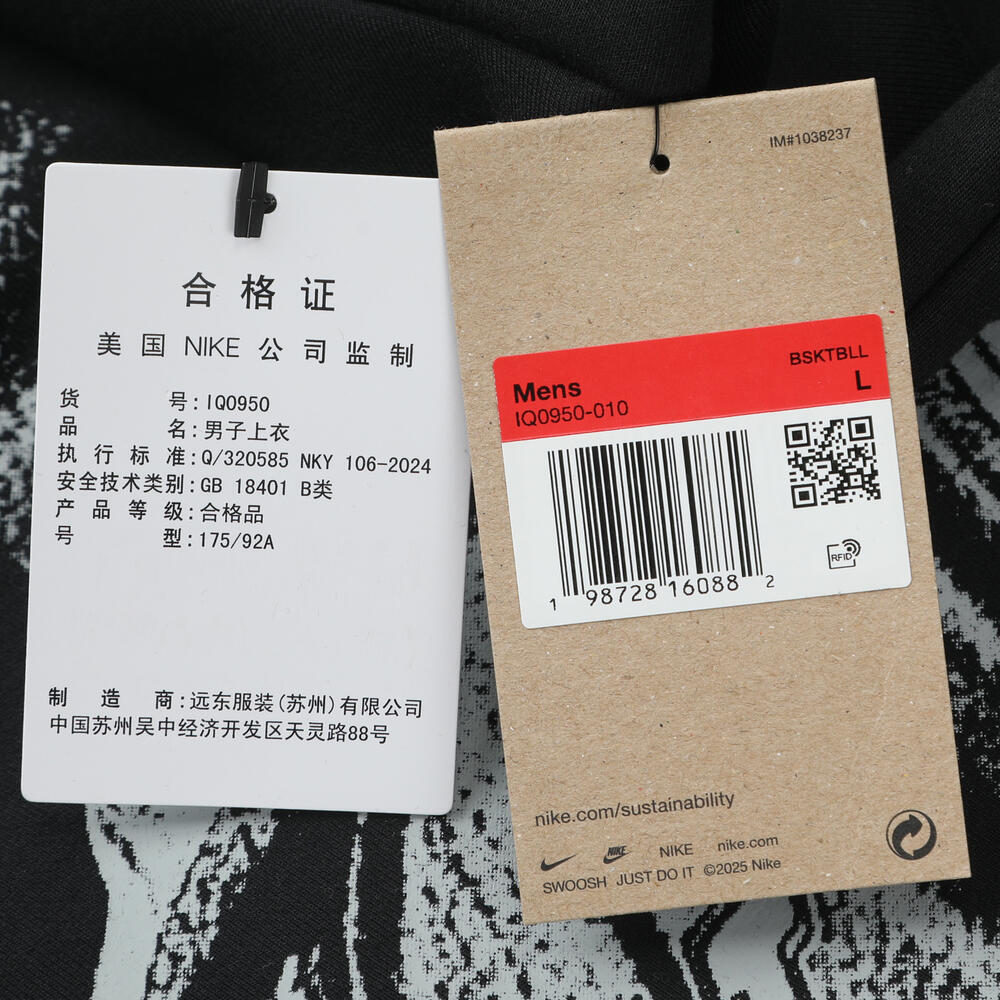 合格证
美国 NIKE 公司监制
货号:IQ0950
品名:男子上衣
执行标准:Q/320585 NKY 106-2024
安全技术类别:GB 18401 B类
产品等级:合格品
号型:175/92A
制造商:远东服装(苏州)有限公司
中国苏州吴中经济开发区天灵路88号
IM#1038237
BSKTBLL
Mens L
IQ0950-010
1 98728 16088 2
RFID
nike.com/sustainability
NIKE NIKE nike.com
SWOOSH JUST DO IT ©2025 Nike